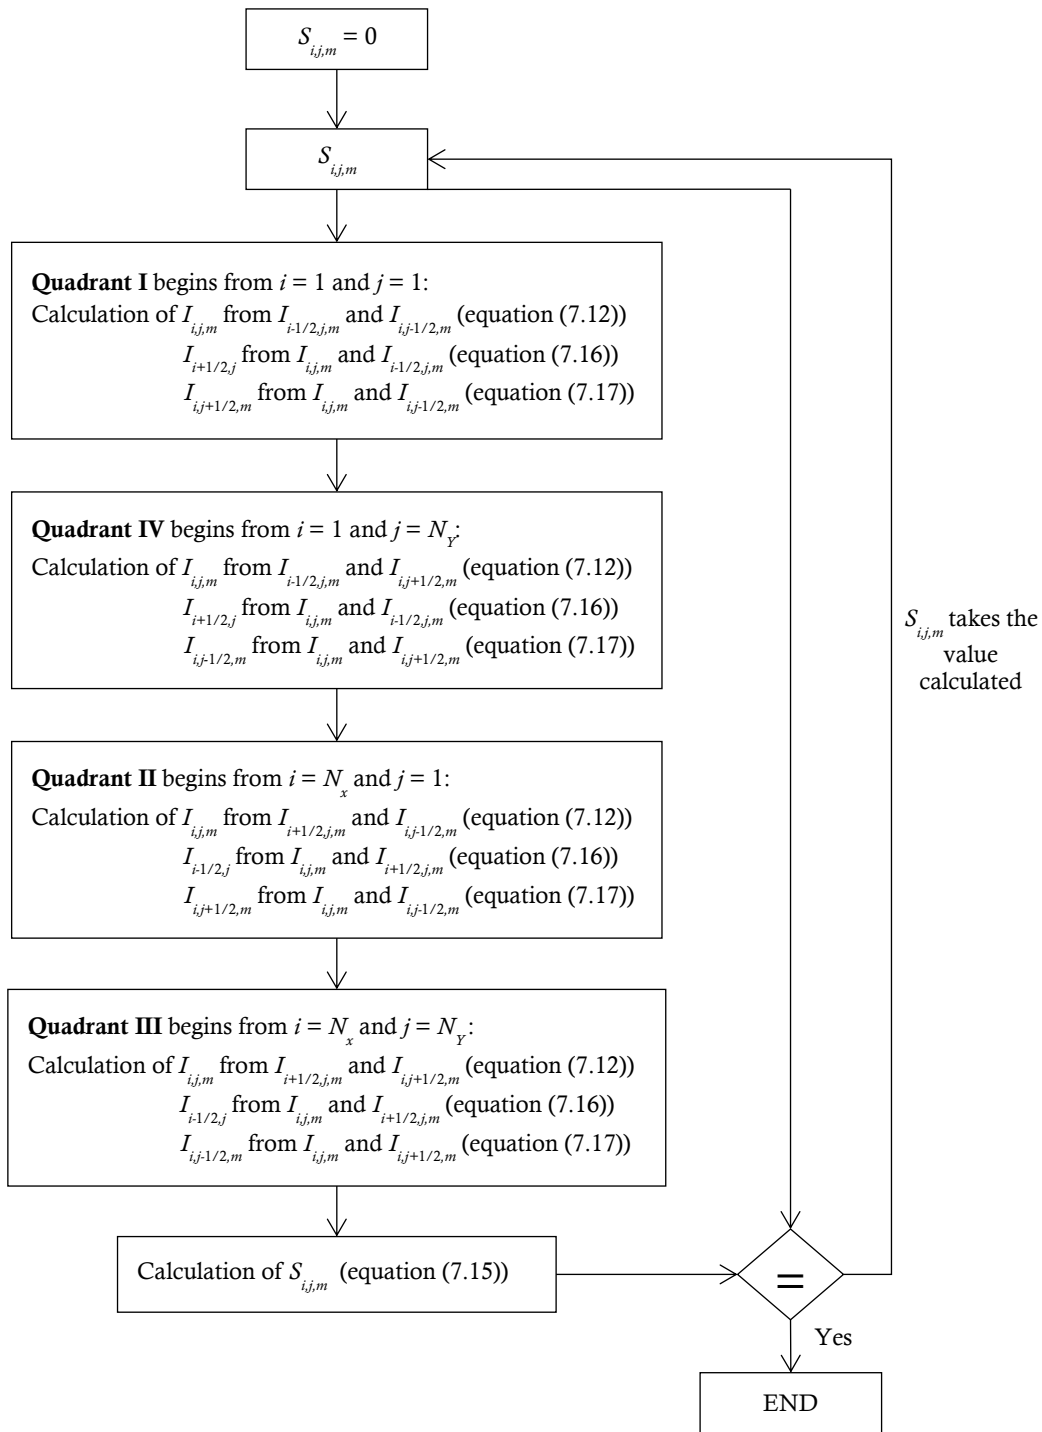 S_{i,j,m} = 0
S_{i,j,m}
Quadrant I begins from i = 1 and j = 1:
Calculation of I_{i,j,m} from I_{i-1/2,j,m} and I_{i,j-1/2,m} (equation (7.12))
I_{i+1/2,j} from I_{i,j,m} and I_{i-1/2,j,m} (equation (7.16))
I_{i,j+1/2,m} from I_{i,j,m} and I_{i,j-1/2,m} (equation (7.17))
Quadrant IV begins from i = 1 and j = N_Y:
Calculation of I_{i,j,m} from I_{i-1/2,j,m} and I_{i,j+1/2,m} (equation (7.12))
I_{i+1/2,j} from I_{i,j,m} and I_{i-1/2,j,m} (equation (7.16))
I_{i,j-1/2,m} from I_{i,j,m} and I_{i,j+1/2,m} (equation (7.17))
Quadrant II begins from i = N_x and j = 1:
Calculation of I_{i,j,m} from I_{i+1/2,j,m} and I_{i,j-1/2,m} (equation (7.12))
I_{i-1/2,j} from I_{i,j,m} and I_{i+1/2,j,m} (equation (7.16))
I_{i,j+1/2,m} from I_{i,j,m} and I_{i,j-1/2,m} (equation (7.17))
Quadrant III begins from i = N_x and j = N_Y:
Calculation of I_{i,j,m} from I_{i+1/2,j,m} and I_{i,j+1/2,m} (equation (7.12))
I_{i-1/2,j} from I_{i,j,m} and I_{i+1/2,j,m} (equation (7.16))
I_{i,j-1/2,m} from I_{i,j,m} and I_{i,j+1/2,m} (equation (7.17))
Calculation of S_{i,j,m} (equation (7.15))
=
S_{i,j,m} takes the
value
calculated
Yes
END